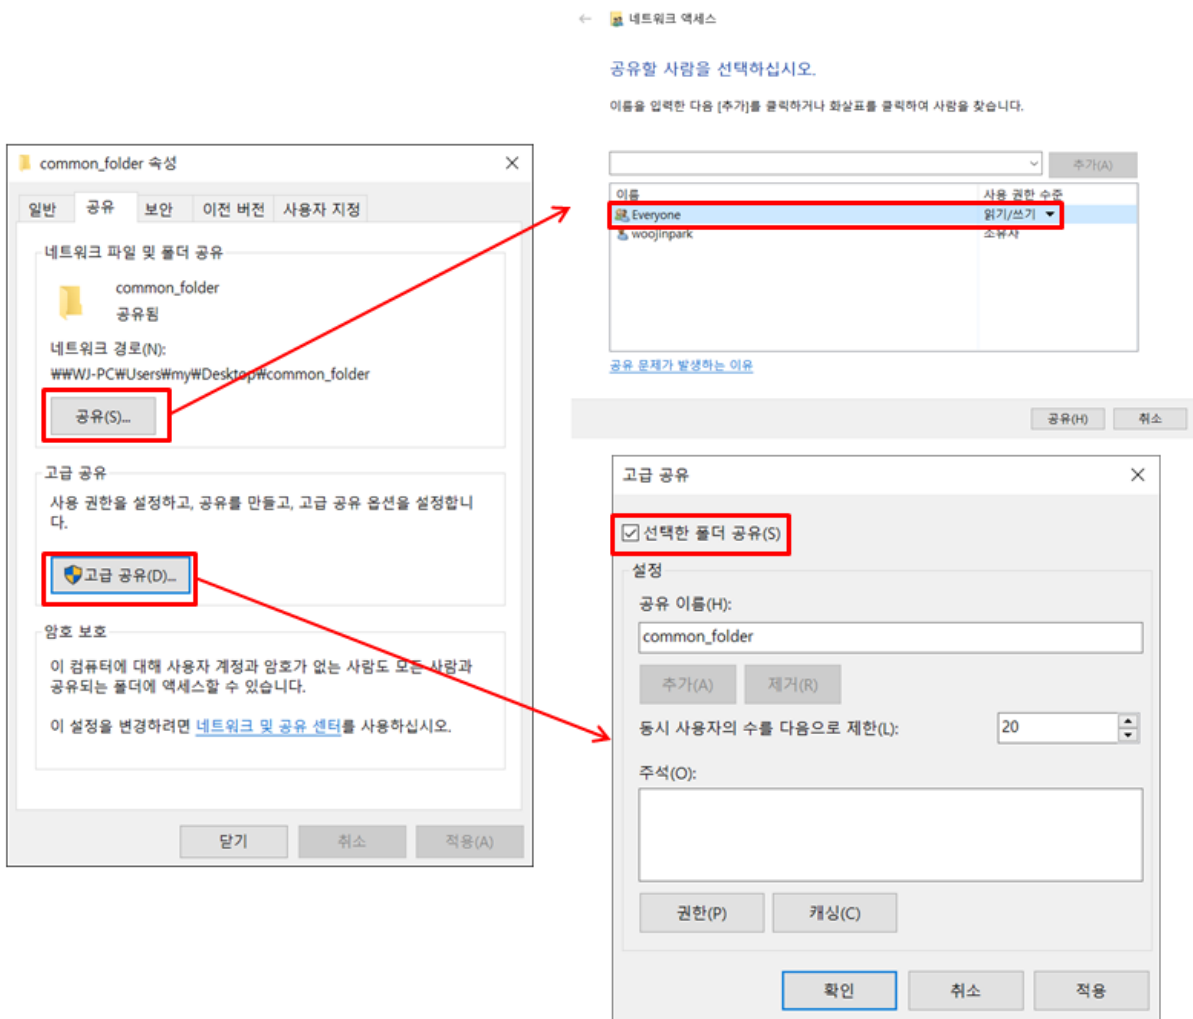 네트워크 액세스
공유할 사람을 선택하십시오.
이름을 입력한 다음 [추가]를 클릭하거나 화살표를 클릭하여 사람을 찾습니다.
추가(A)
이름 사용 권한 수준
Everyone 읽기/쓰기
woojinpark 소유자
공유 문제가 발생하는 이유
공유(H) 취소
common_folder 속성
일반 공유 보안 이전 버전 사용자 지정
네트워크 파일 및 폴더 공유
common_folder
공유됨
네트워크 경로(N):
₩₩WJ-PC₩Users₩my₩Desktop₩common_folder
공유(S)...
고급 공유
사용 권한을 설정하고, 공유를 만들고, 고급 공유 옵션을 설정합니
다.
고급 공유(D)...
암호 보호
이 컴퓨터에 대해 사용자 계정과 암호가 없는 사람도 모든 사람과
공유되는 폴더에 액세스할 수 있습니다.
이 설정을 변경하려면 네트워크 및 공유 센터를 사용하십시오.
닫기 취소 적용(A)
고급 공유
선택한 폴더 공유(S)
설정
공유 이름(H):
common_folder
추가(A) 제거(R)
동시 사용자의 수를 다음으로 제한(L): 20
주석(O):
권한(P) 캐싱(C)
확인 취소 적용